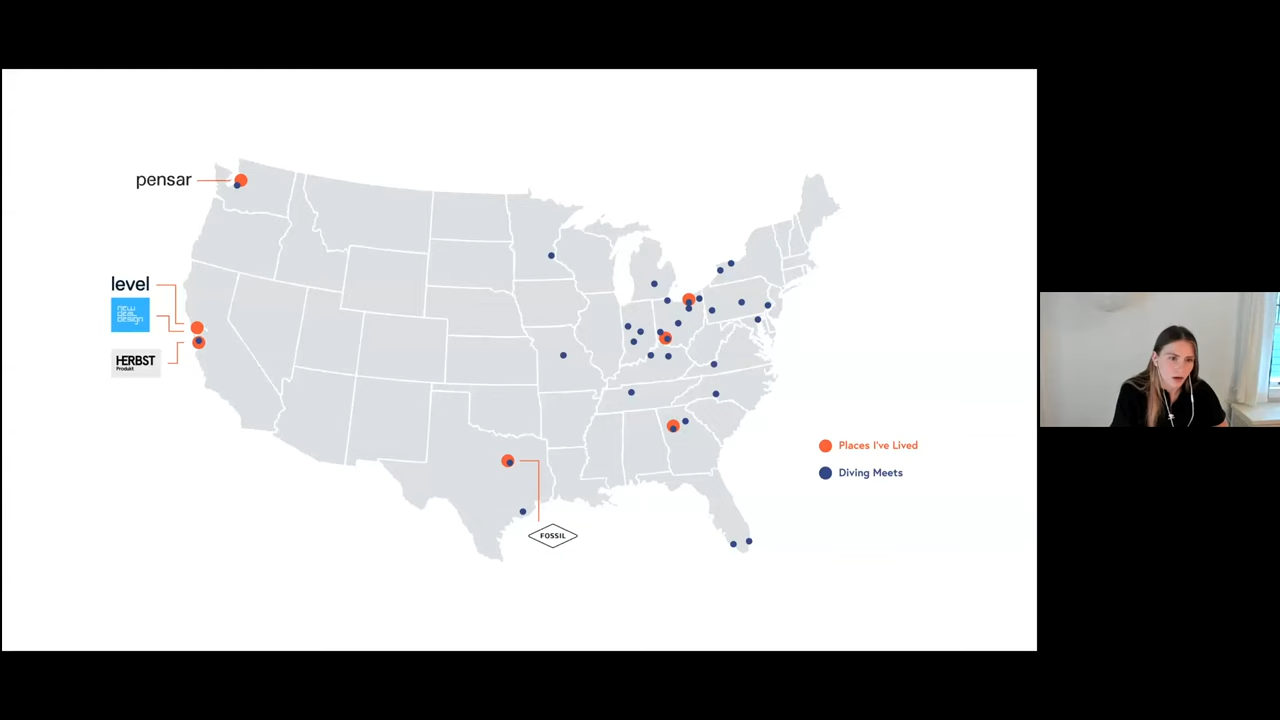 pensar
level
NEW
DEAL
DESIGN
HERBST
Produkt
FOSSIL
Places I've Lived
Diving Meets